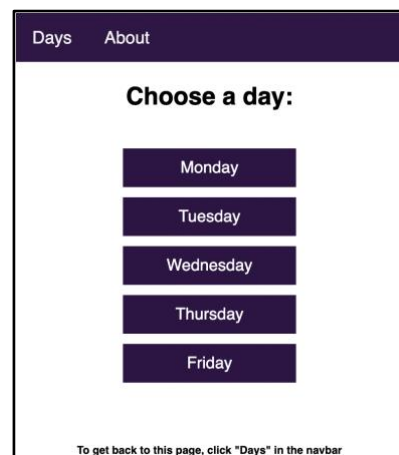 Days About
Choose a day:
Monday
Tuesday
Wednesday
Thursday
Friday
To get back to this page, click "Days" in the navbar